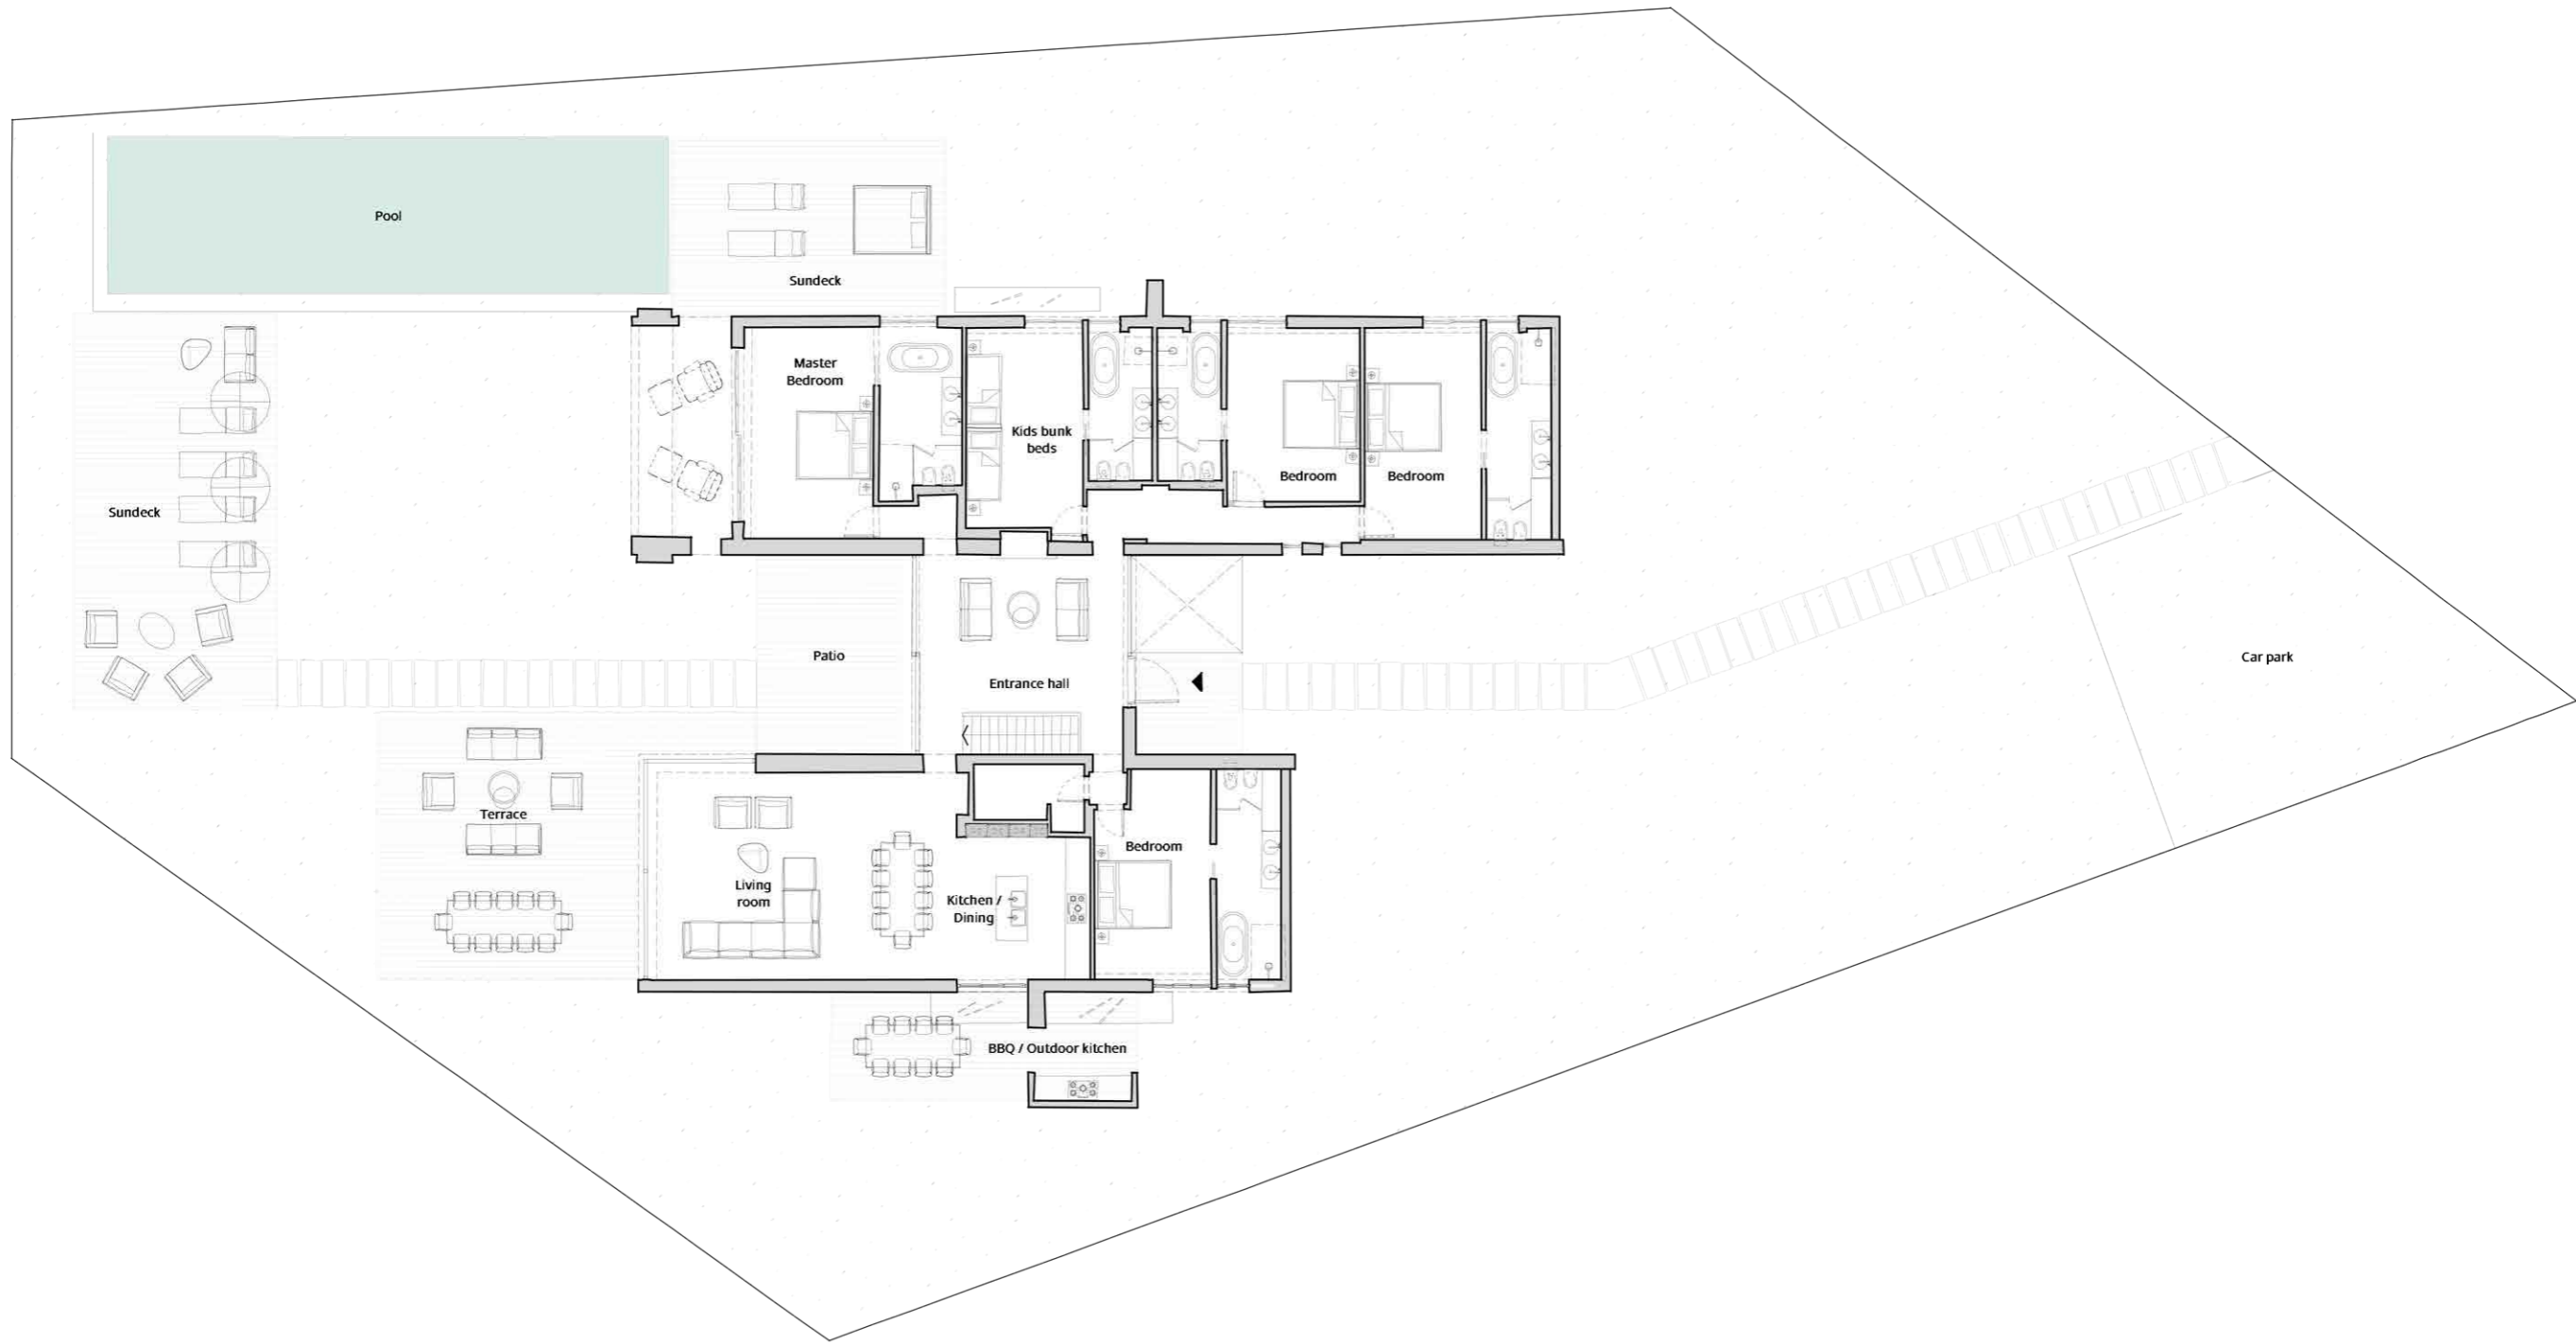 Pool
Sundeck
Master
Bedroom
Kids bunk
beds
Bedroom
Bedroom
Sundeck
Patio
Entrance hall
Car park
Terrace
Living
room
Kitchen /
Dining
Bedroom
BBQ / Outdoor kitchen